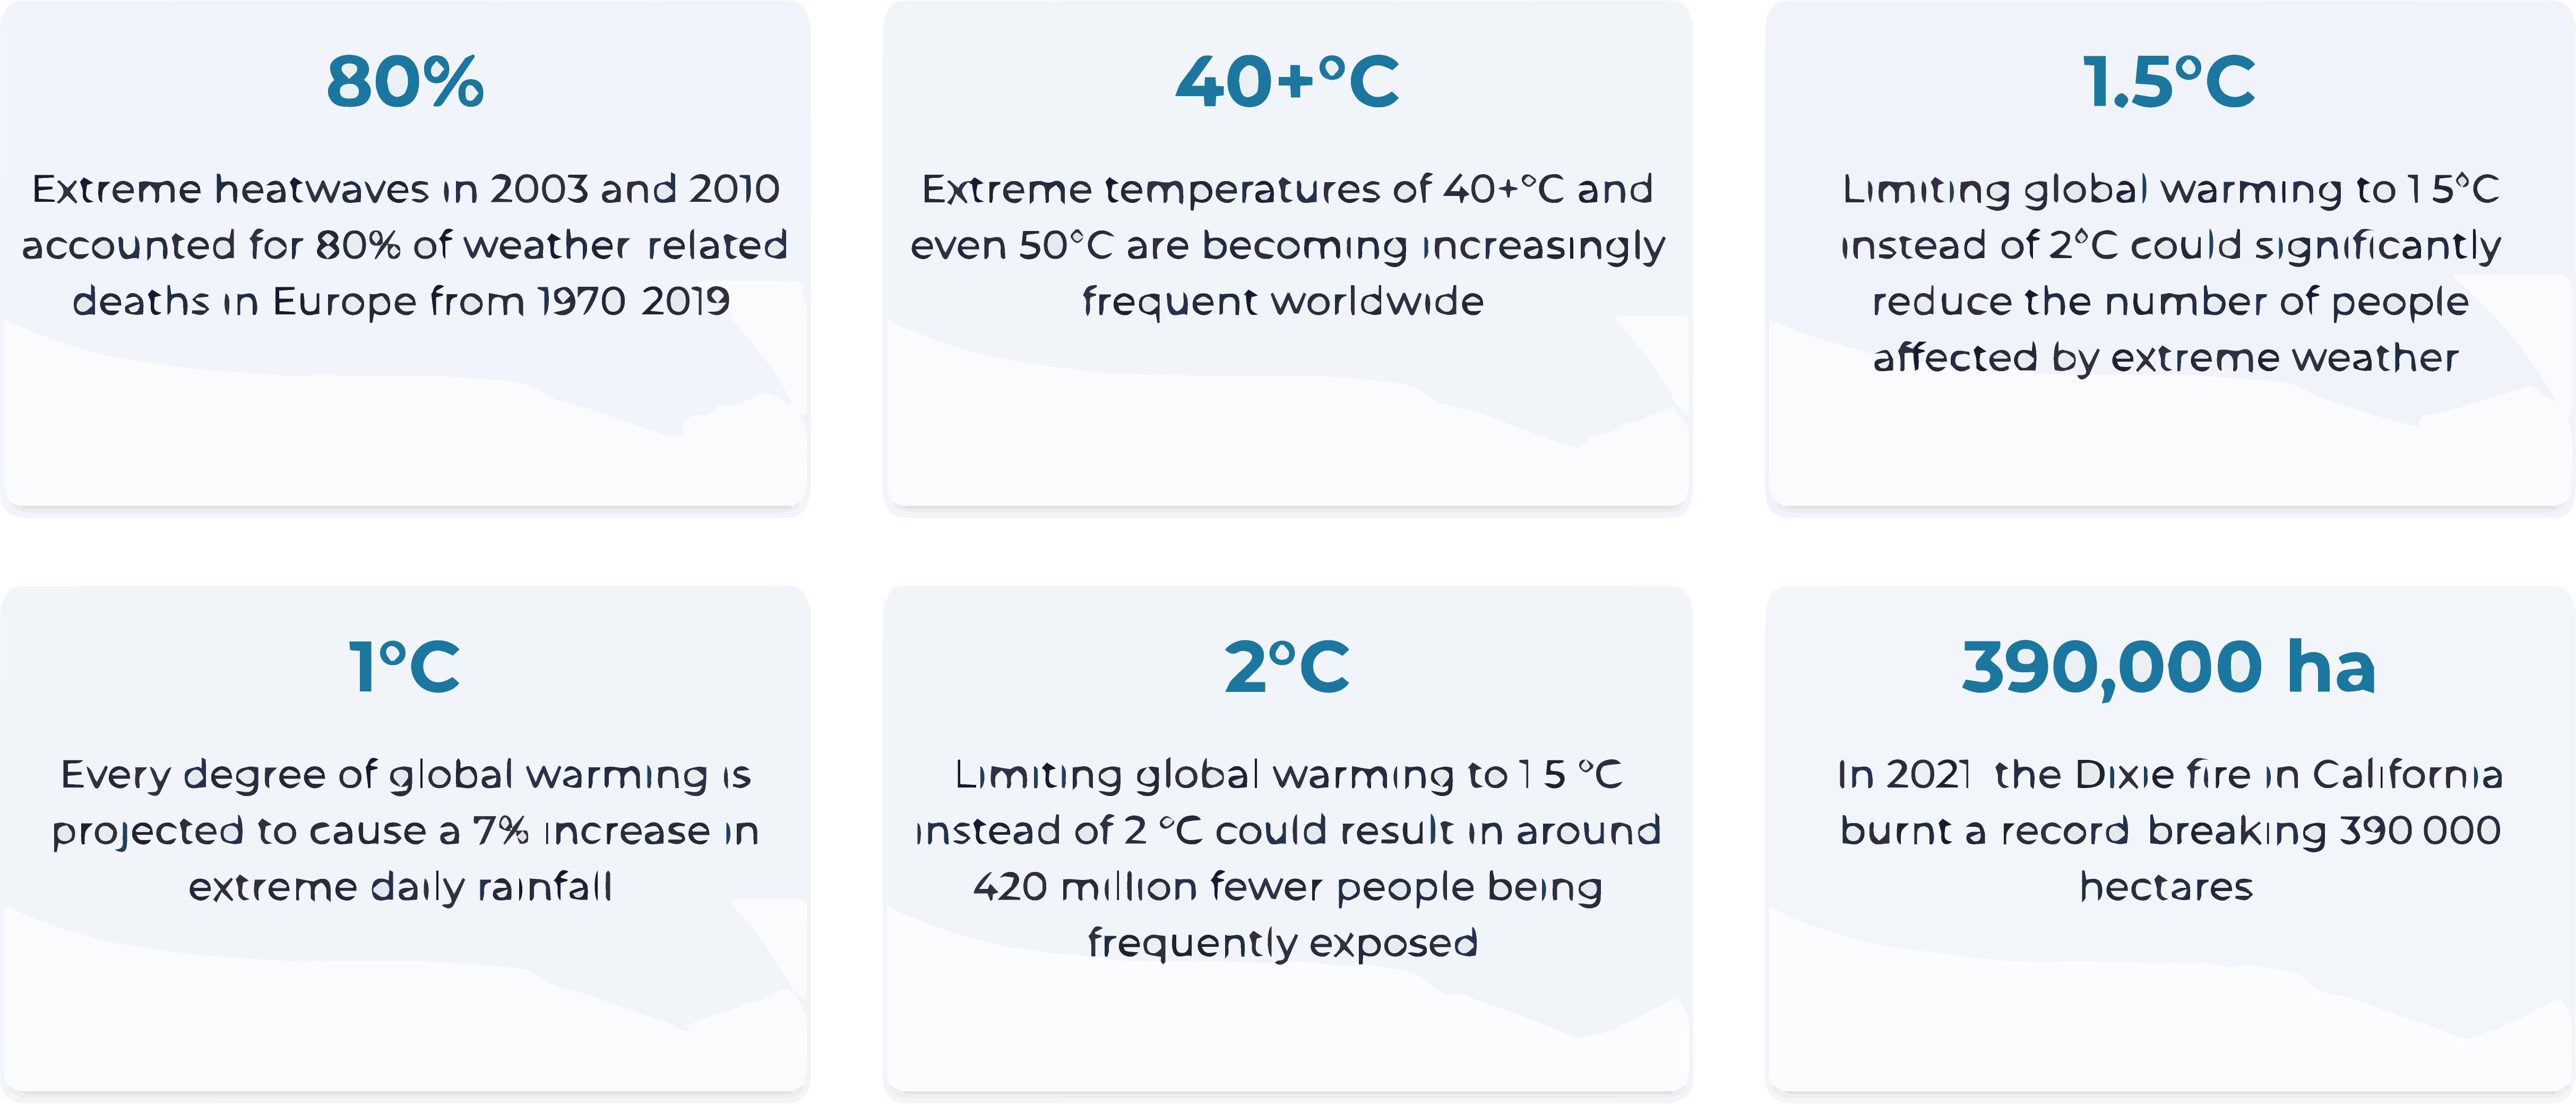 80%
Extreme heatwaves in 2003 and 2010
accounted for 80% of weather related
deaths in Europe from 1970 2019
40+°C
Extreme temperatures of 40+°C and
even 50°C are becoming increasingly
frequent worldwide
1.5°C
Limiting global warming to 1 5°C
instead of 2°C could significantly
reduce the number of people
affected by extreme weather
1°C
Every degree of global warming is
projected to cause a 7% increase in
extreme daily rainfall
2°C
Limiting global warming to 1 5 °C
instead of 2 °C could result in around
420 million fewer people being
frequently exposed
390,000 ha
In 2021 the Dixie fire in California
burnt a record breaking 390 000
hectares